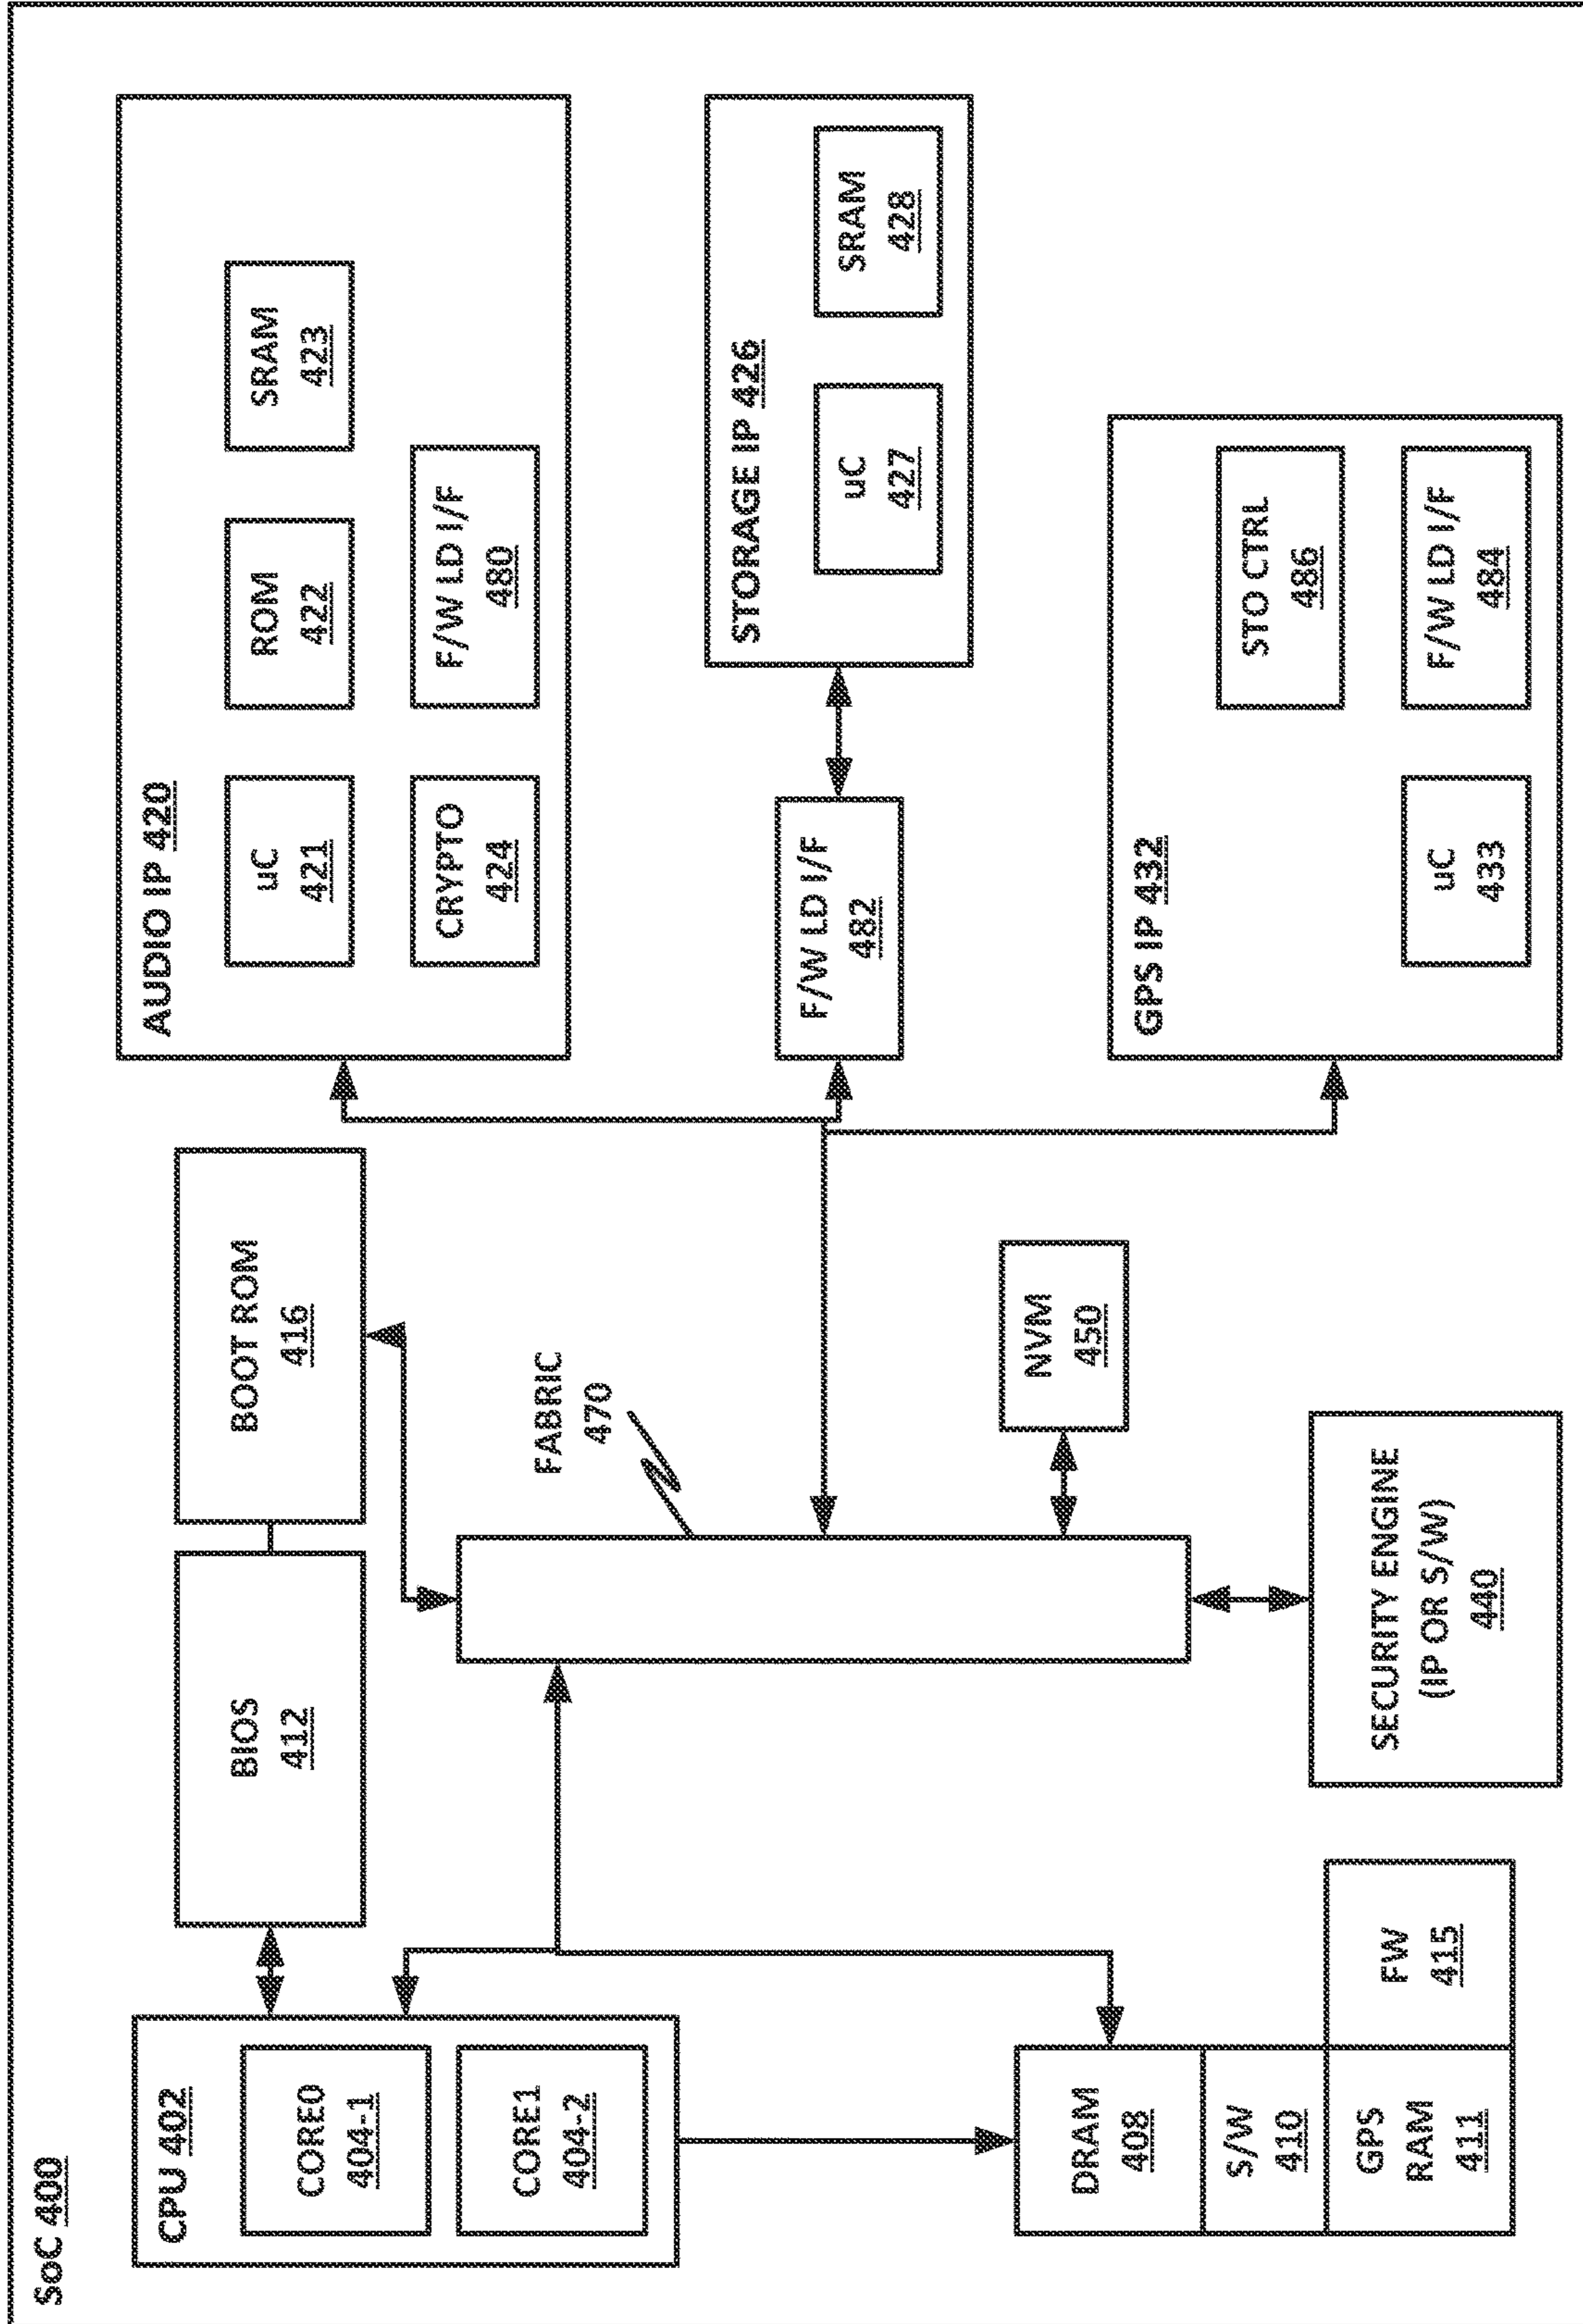 SoC 400
CPU 402
CORE0
404-1
CORE1
404-2
BIOS
412
BOOT ROM
416
FABRIC
470
DRAM
408
S/W
410
GPS
RAM
411
FW
415
SECURITY ENGINE
(IP OR S/W)
440
NVM
450
AUDIO IP 420
uC
421
ROM
422
SRAM
423
CRYPTO
424
F/W LD I/F
480
F/W LD I/F
482
STORAGE IP 426
uC
427
SRAM
428
GPS IP 432
STO CTRL
486
uC
433
F/W LD I/F
484